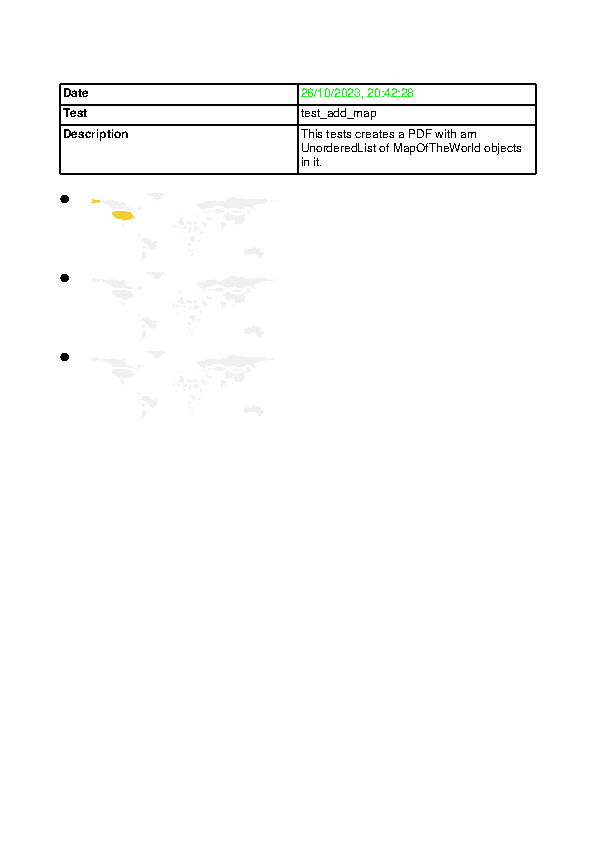 Date 26/10/2023, 20:42:28
Test test_add_map
Description This tests creates a PDF with am
UnorderedList of MapOfTheWorld objects
in it.